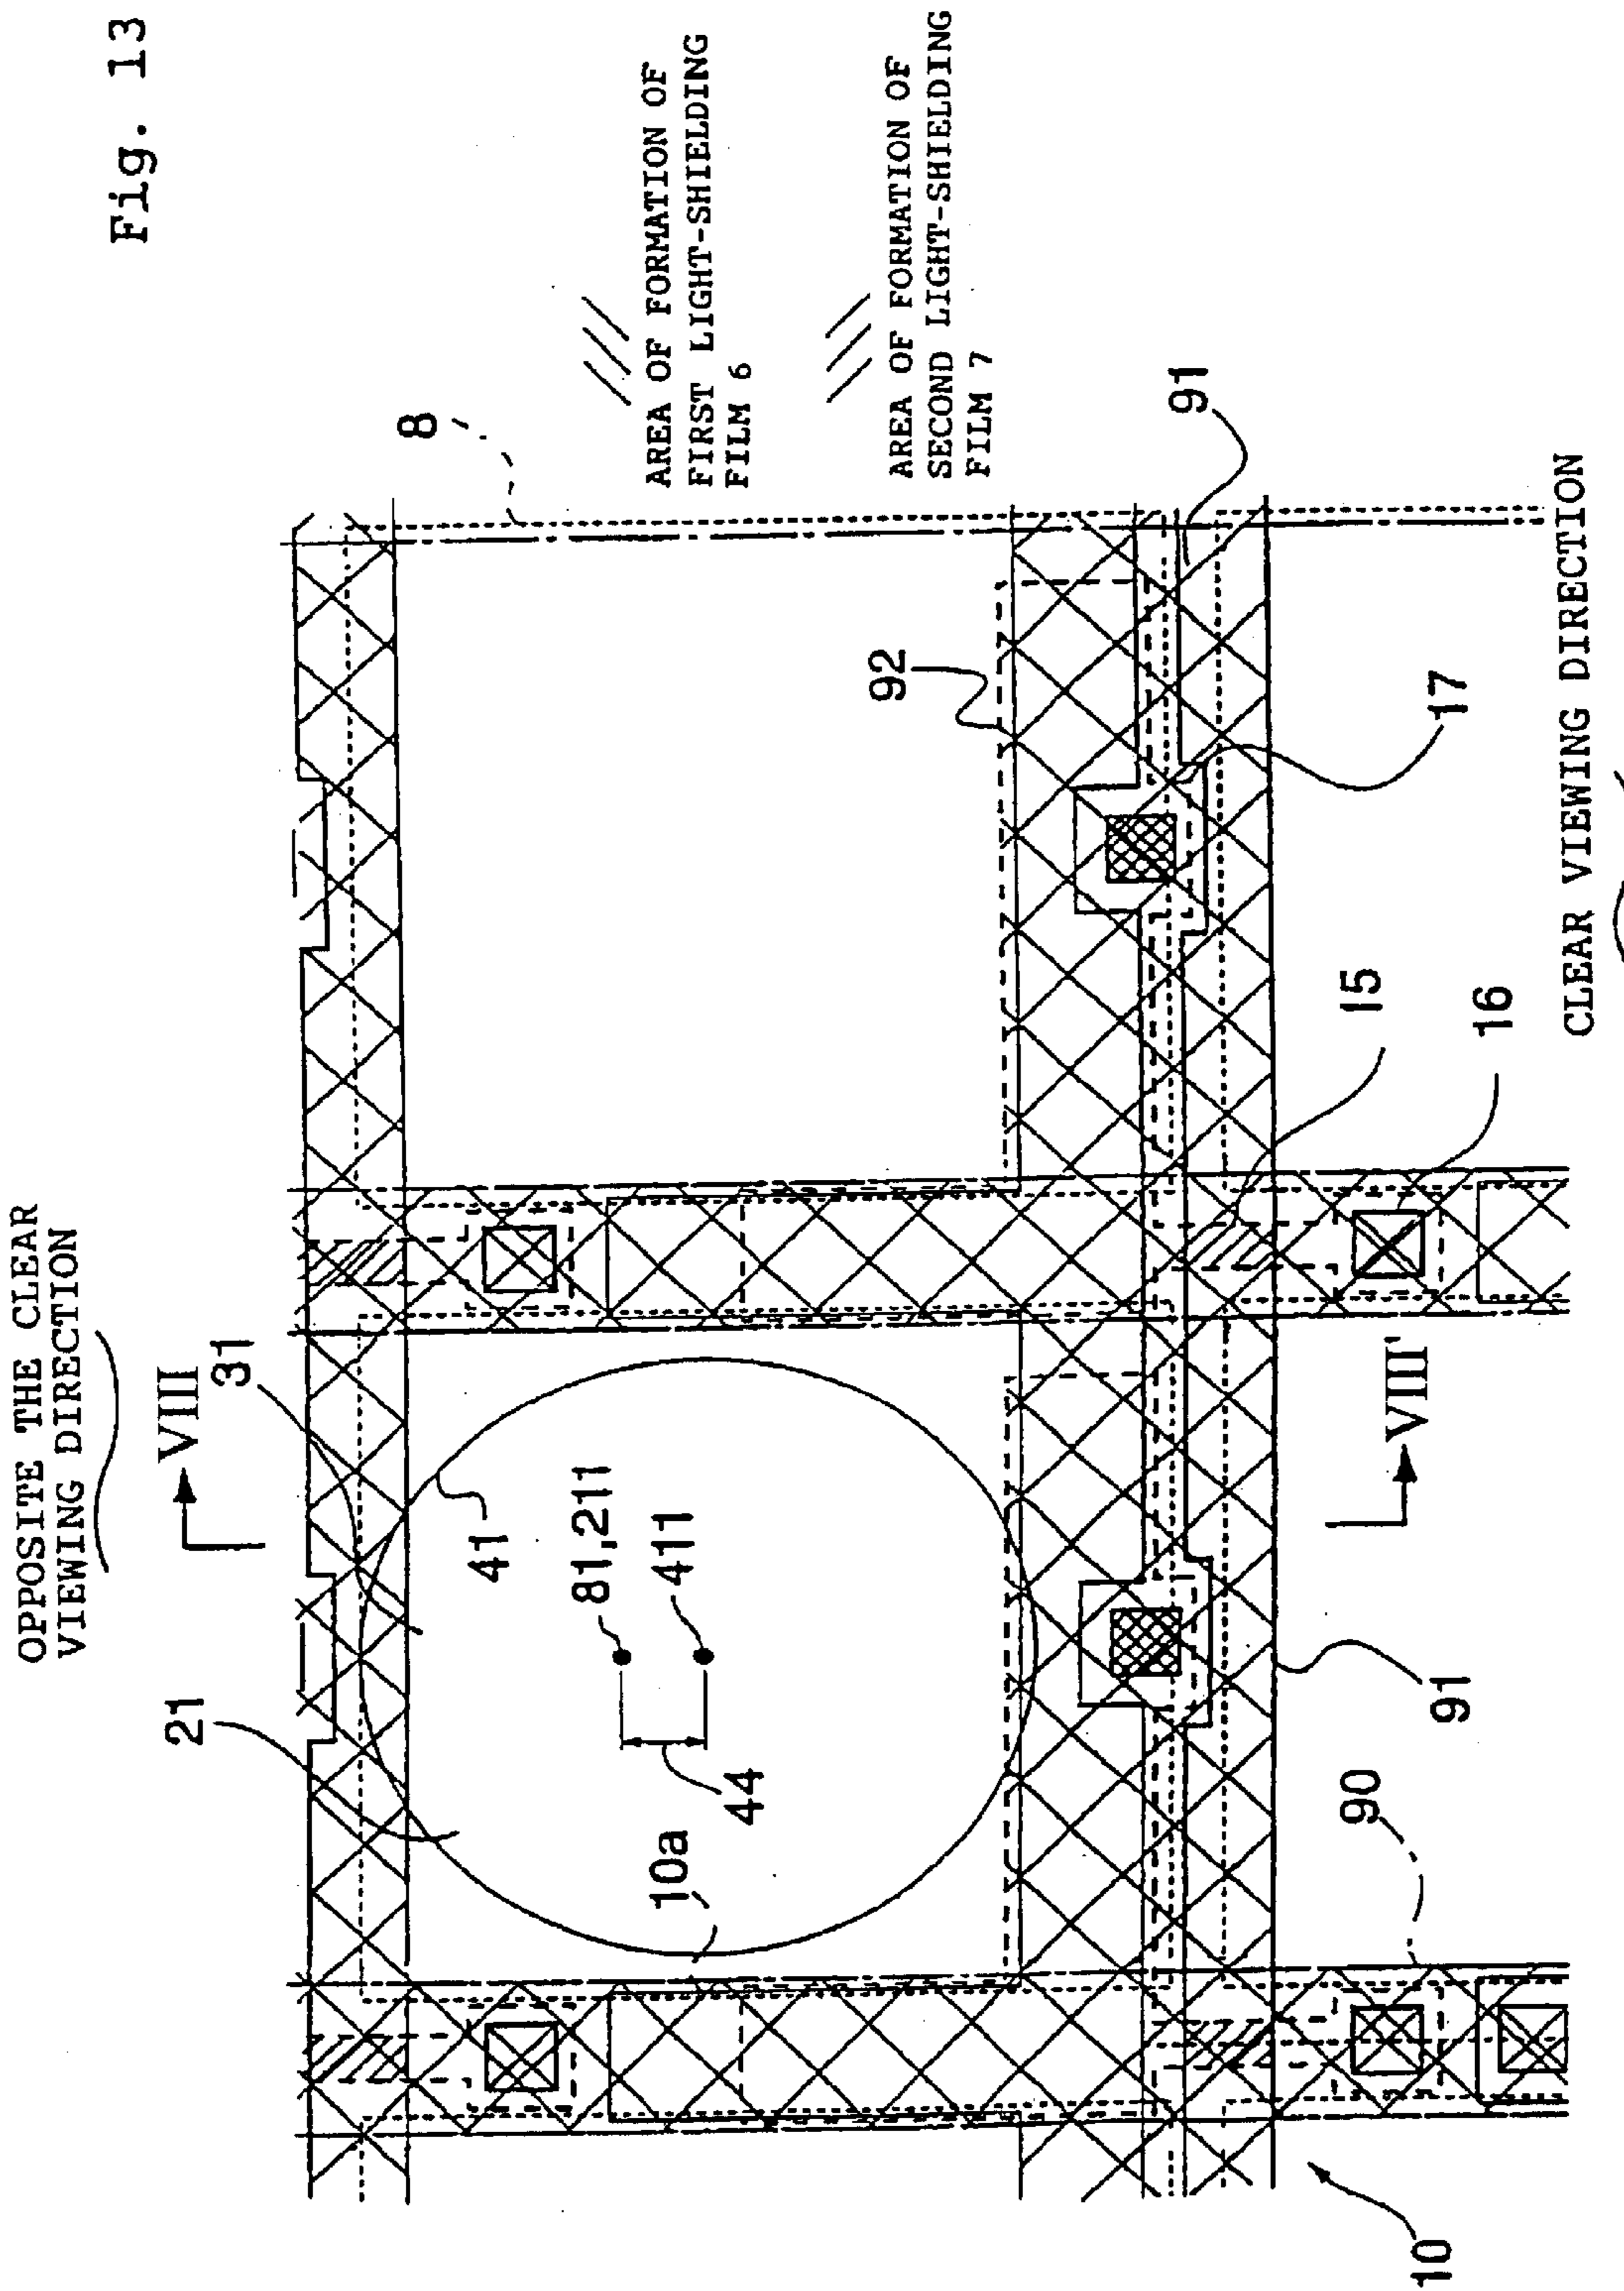 Fig. 13
OPPOSITE THE CLEAR
VIEWING DIRECTION
VIII
31
21
41
81,211
411
44
10a
8
AREA OF FORMATION OF
FIRST LIGHT-SHIELDING
FILM 6
AREA OF FORMATION OF
SECOND LIGHT-SHIELDING
FILM 7
92
91
17
15
16
VIII'
91
90
10
CLEAR VIEWING DIRECTION